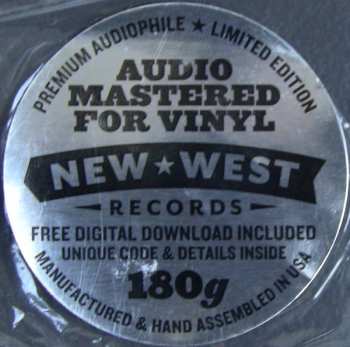 PREMIUM AUDIOPHILE ★ LIMITED EDITION
AUDIO
MASTERED
FOR VINYL
NEW ★ WEST
RECORDS
FREE DIGITAL DOWNLOAD INCLUDED
UNIQUE CODE & DETAILS INSIDE
180g
MANUFACTURED & HAND ASSEMBLED IN USA